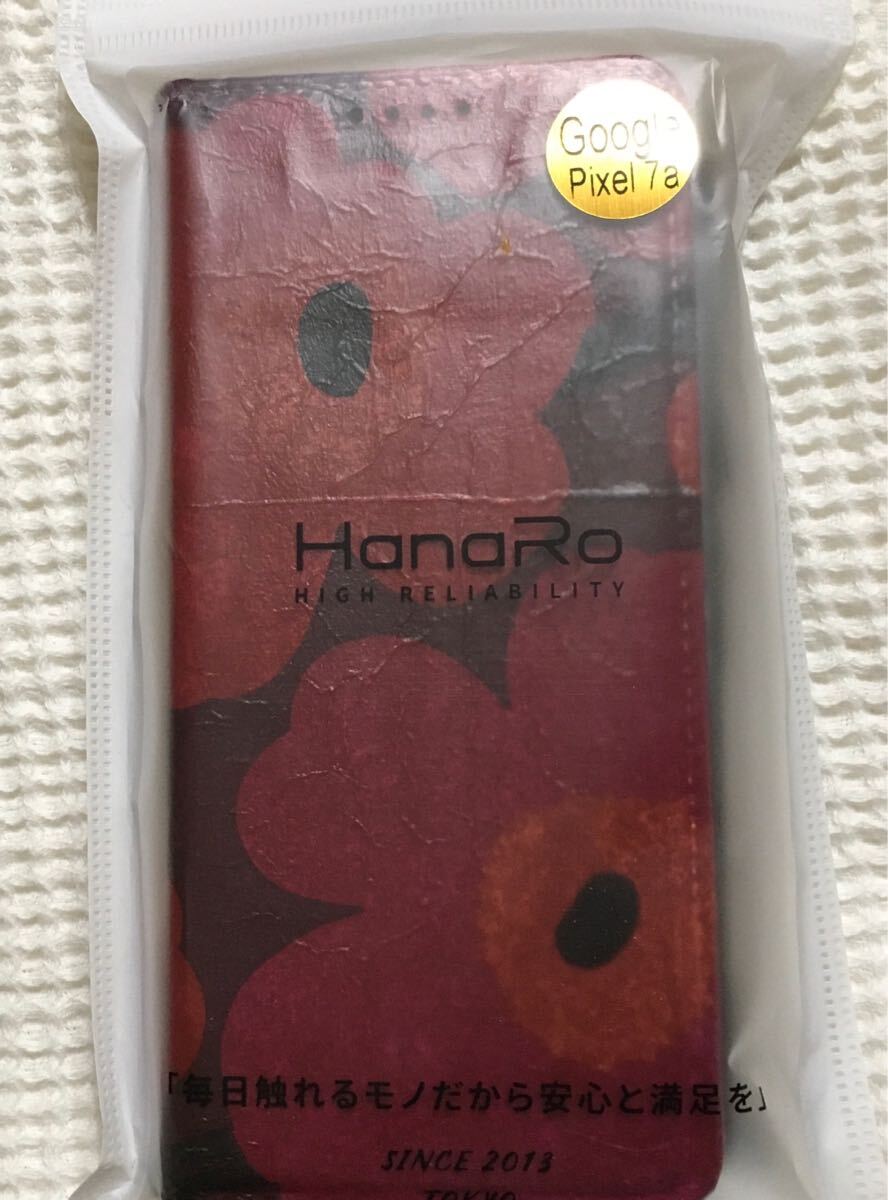 Google
Pixel 7a
HanaRo
HIGH RELIABILITY
「毎日触れるモノだから安心と満足を」
SINCE 2013
TOKYO